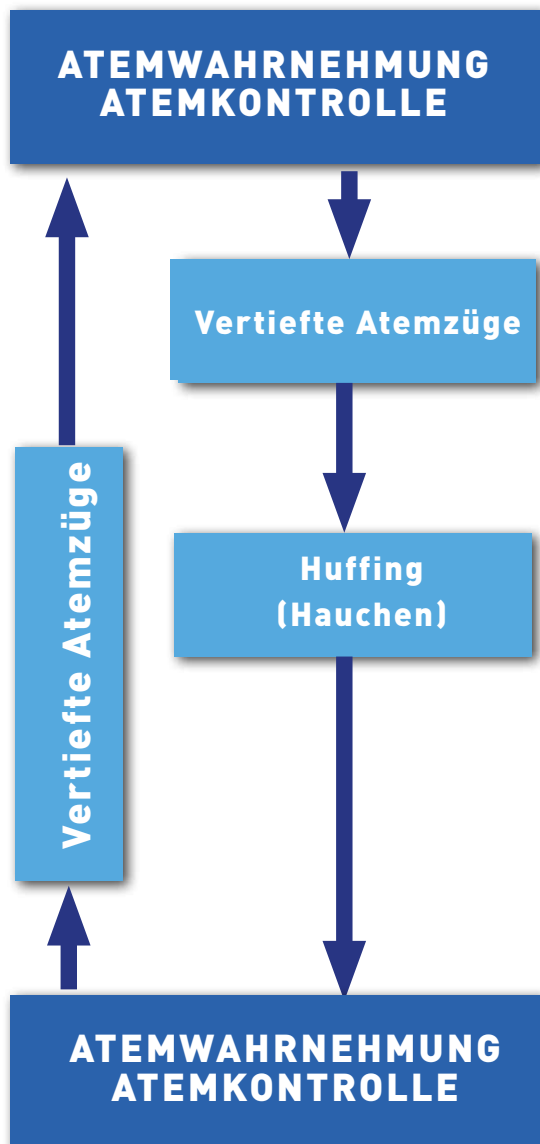 ATEMWAHRNEHMUNG
ATEMKONTROLLE
Vertiefte Atemzüge
Huffing
(Hauchen)
Vertiefte Atemzüge
ATEMWAHRNEHMUNG
ATEMKONTROLLE